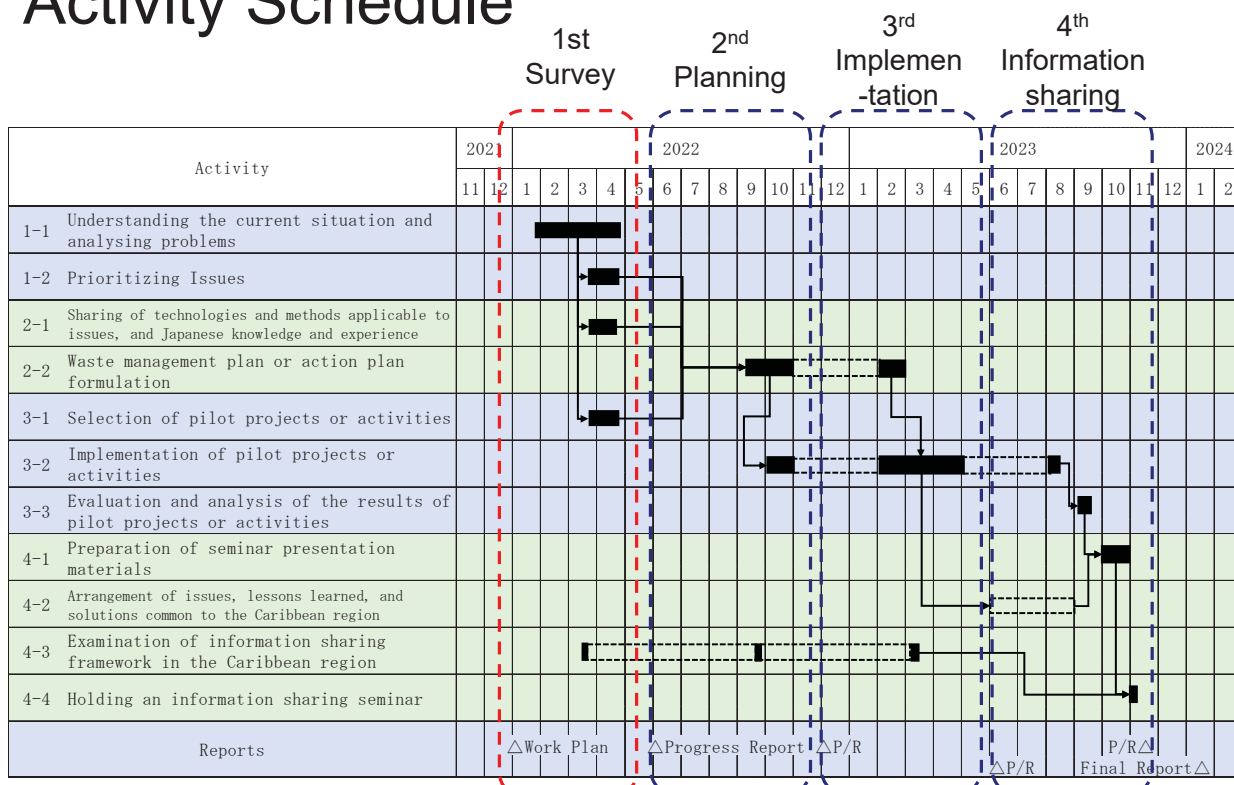 Activity Schedule
1st
Survey
2nd
Planning
3rd
Implemen
-tation
4th
Information
sharing
Activity
2021 2022 2023 2024
11 12 1 2 3 4 5 6 7 8 9 10 11 12 1 2 3 4 5 6 7 8 9 10 11 12 1 2
1-1 Understanding the current situation and
analysing problems
1-2 Prioritizing Issues
2-1 Sharing of technologies and methods applicable to
issues, and Japanese knowledge and experience
2-2 Waste management plan or action plan
formulation
3-1 Selection of pilot projects or activities
3-2 Implementation of pilot projects or
activities
3-3 Evaluation and analysis of the results of
pilot projects or activities
4-1 Preparation of seminar presentation
materials
4-2 Arrangement of issues, lessons learned, and
solutions common to the Caribbean region
4-3 Examination of information sharing
framework in the Caribbean region
4-4 Holding an information sharing seminar
Reports
△Work Plan △Progress Report △P/R P/R△
△P/R Final Report△